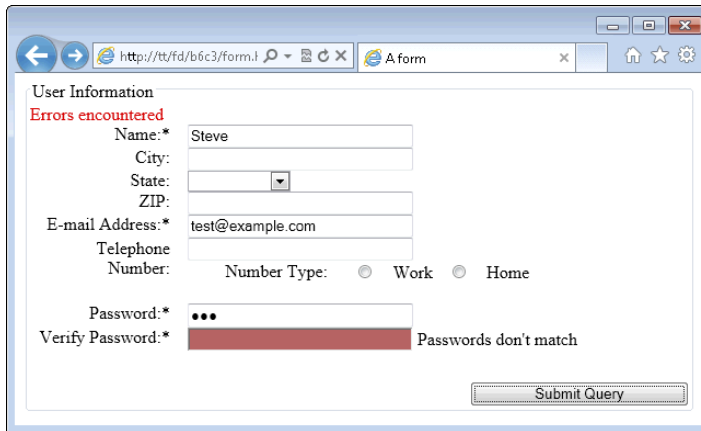 http://tt/fd/b6c3/form.h
A form
User Information
Errors encountered
Name:* Steve
City:
State:
ZIP:
E-mail Address:* test@example.com
Telephone
Number: Number Type: Work Home
Password:* •••
Verify Password:* Passwords don't match
Submit Query